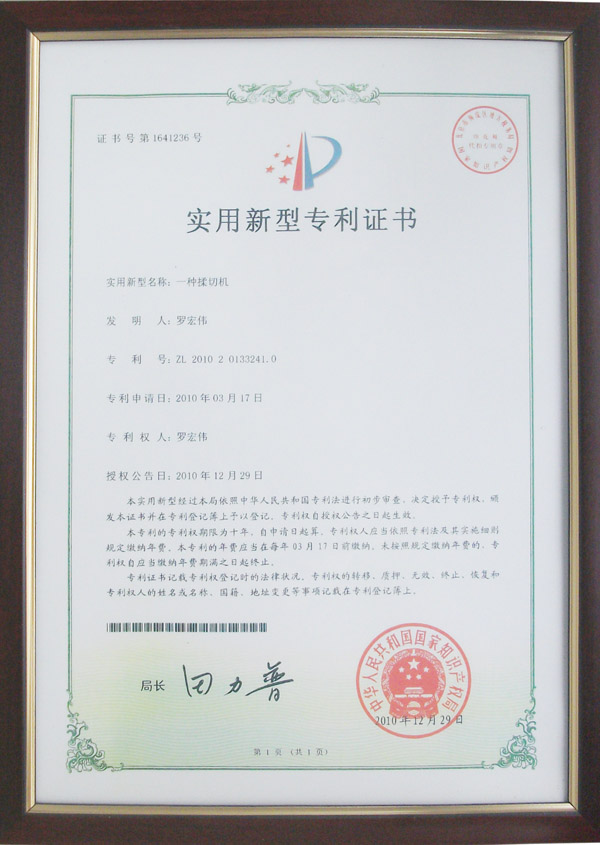 证书号第1641236号
实用新型专利证书
实用新型名称：一种揉切机
发 明 人：罗宏伟
专 利 号：ZL 2010 2 0133241.0
专利申请日：2010年03月17日
专 利 权 人：罗宏伟
授权公告日：2010年12月29日
本实用新型经过本局依照中华人民共和国专利法进行初步审查，决定授予专利权，颁
发本证书并在专利登记簿上予以登记。专利权自授权公告之日起生效。
本专利的专利权期限为十年，自申请日起算。专利权人应当依照专利法及其实施细则
规定缴纳年费。本专利的年费应当在每年03月17日前缴纳。未按照规定缴纳年费的，专
利权自应当缴纳年费期满之日起终止。
专利证书记载专利权登记时的法律状况。专利权的转移、质押、无效、终止、恢复和
专利权人的姓名或名称、国籍、地址变更等事项记载在专利登记簿上。
局长 田力普
中华人民共和国国家知识产权局
2010年12月29日
第1页（共1页）